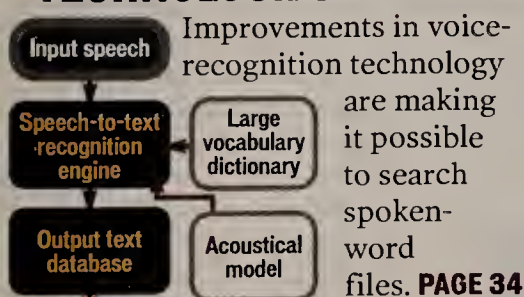 Input speech
Speech-to-text
recognition
engine
Large
vocabulary
dictionary
Output text
database
Acoustical
model
Improvements in voice-
recognition technology
are making
it possible
to search
spoken-
word
files. PAGE 34